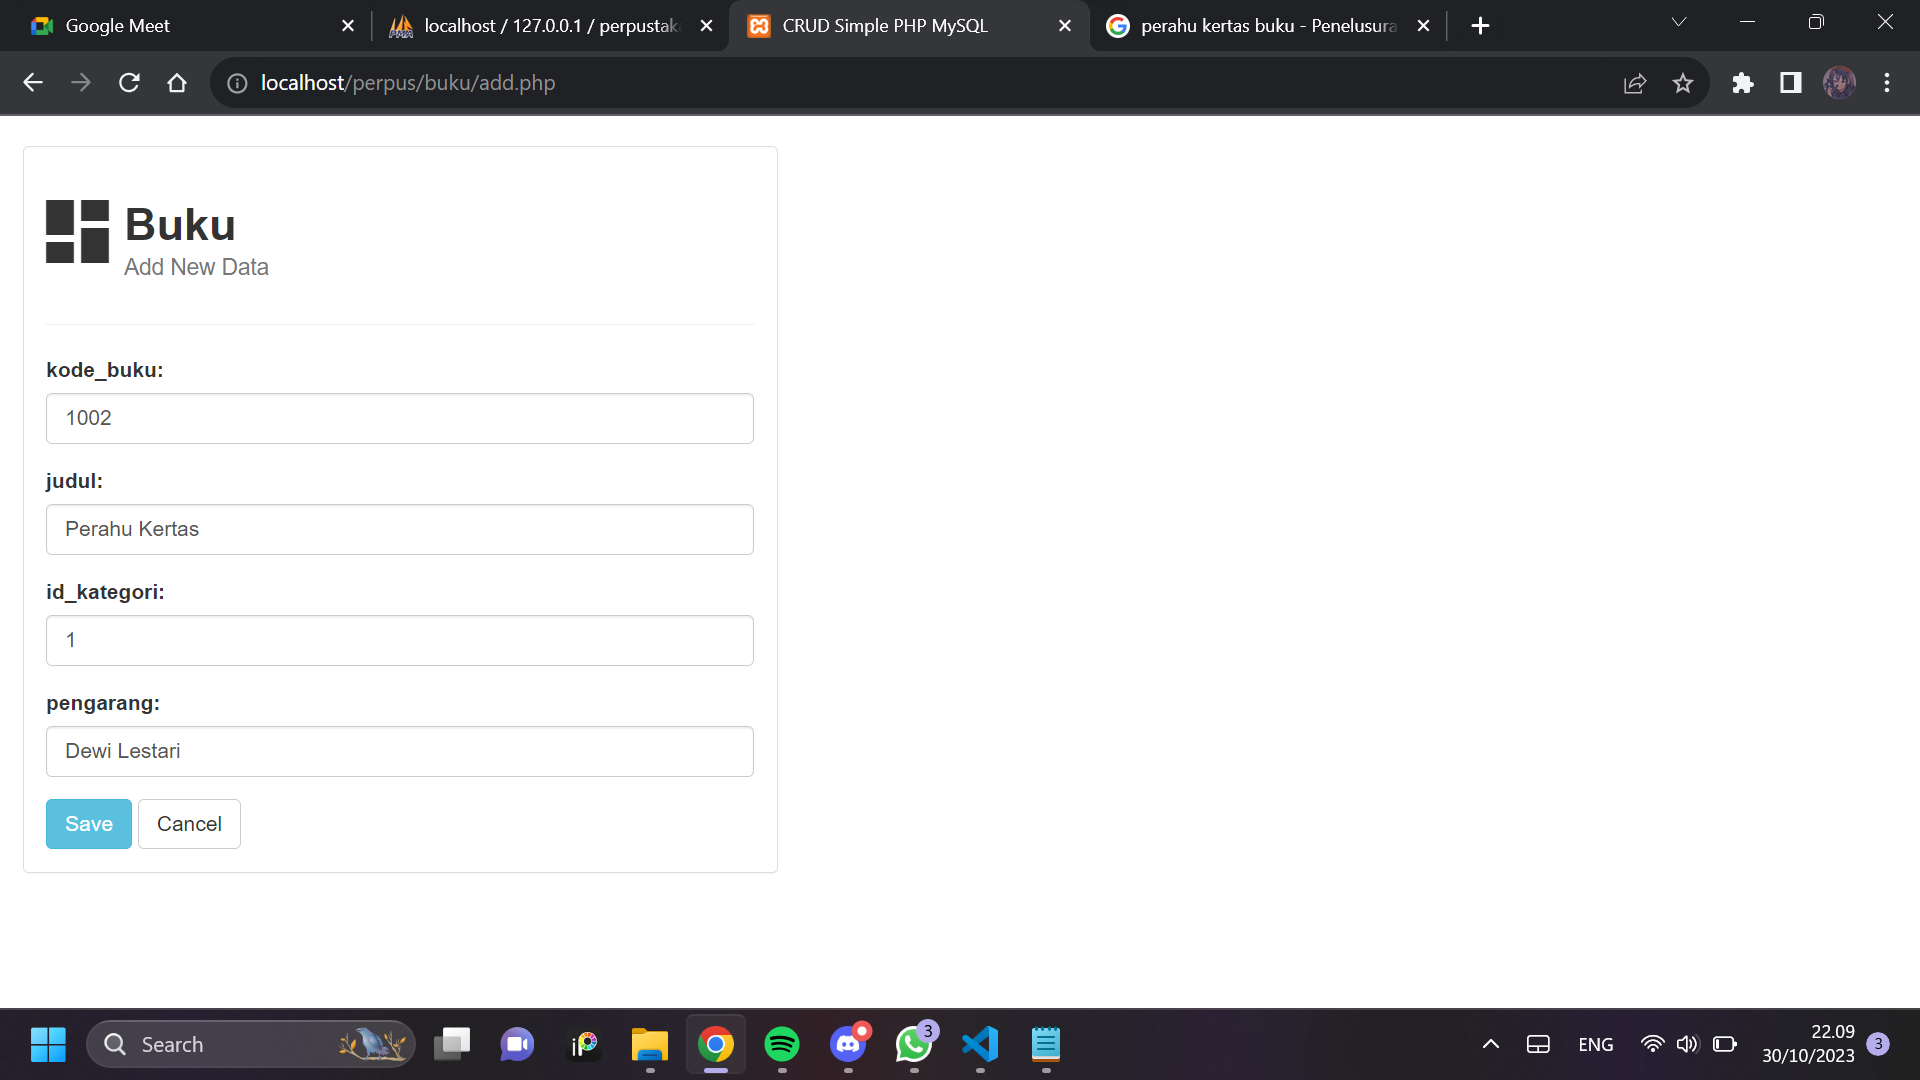 Google Meet
localhost / 127.0.0.1 / perpustak
CRUD Simple PHP MySQL
perahu kertas buku - Penelusura
localhost/perpus/buku/add.php
Buku
Add New Data
kode_buku:
1002
judul:
Perahu Kertas
id_kategori:
1
pengarang:
Dewi Lestari
Save Cancel
Search
3
ENG
22.09
30/10/2023
3